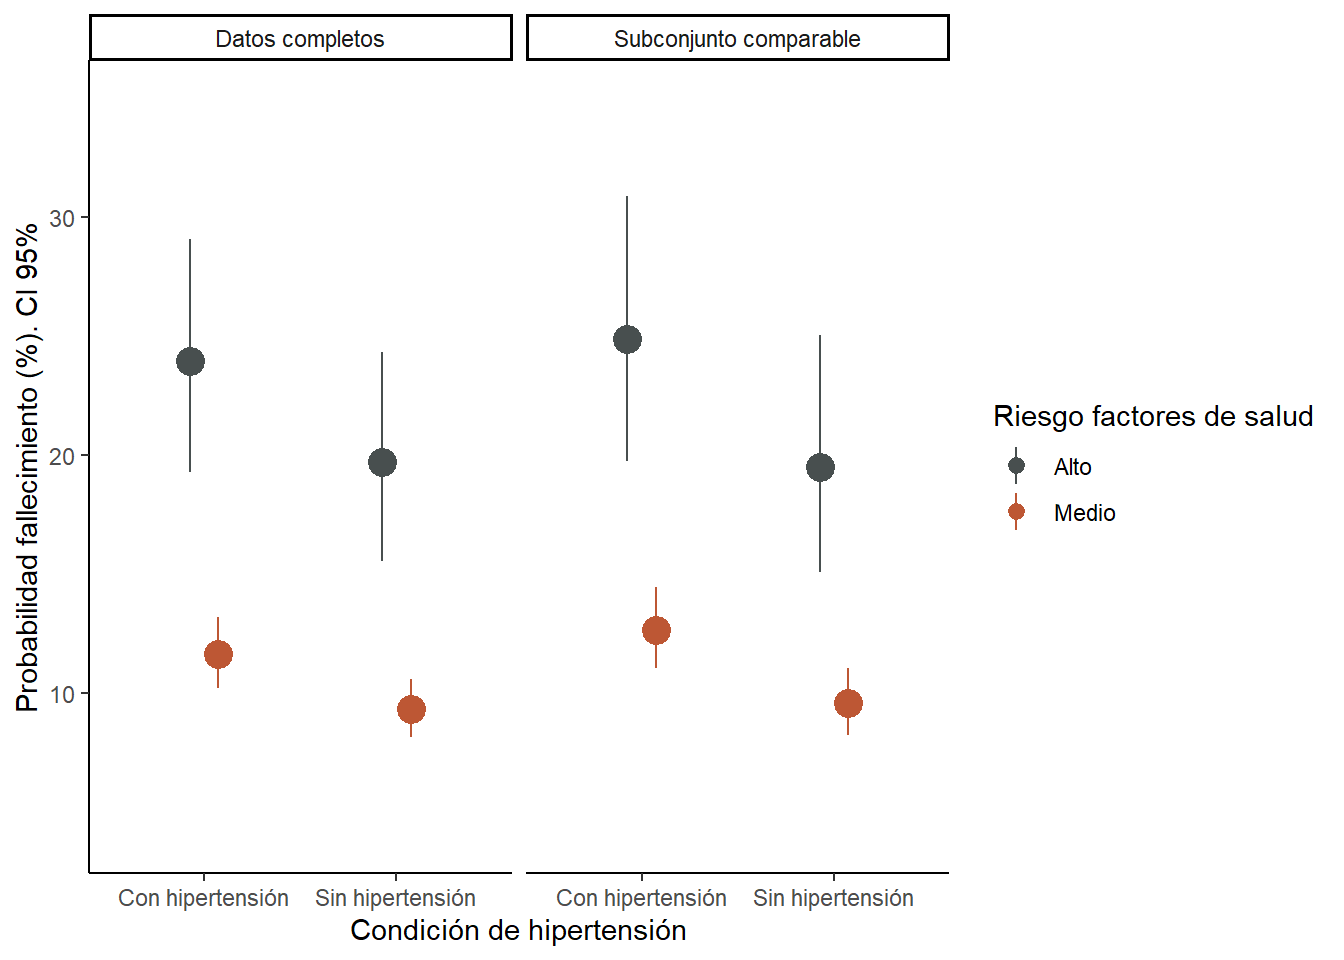 Datos completos
Subconjunto comparable
Probabilidad fallecimiento (%). CI 95%
30
20
10
Con hipertensión
Sin hipertensión
Con hipertensión
Sin hipertensión
Condición de hipertensión
Riesgo factores de salud
Alto
Medio